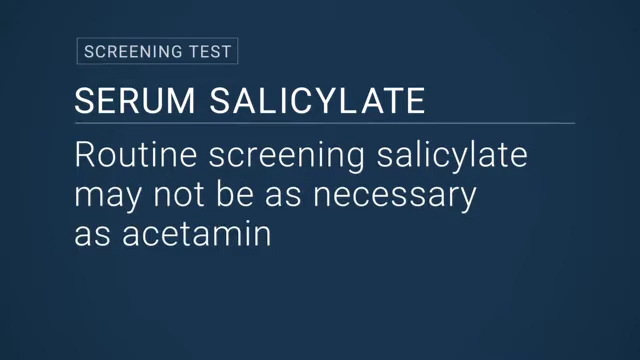 SCREENING TEST
SERUM SALICYLATE
Routine screening salicylate
may not be as necessary
as acetamin